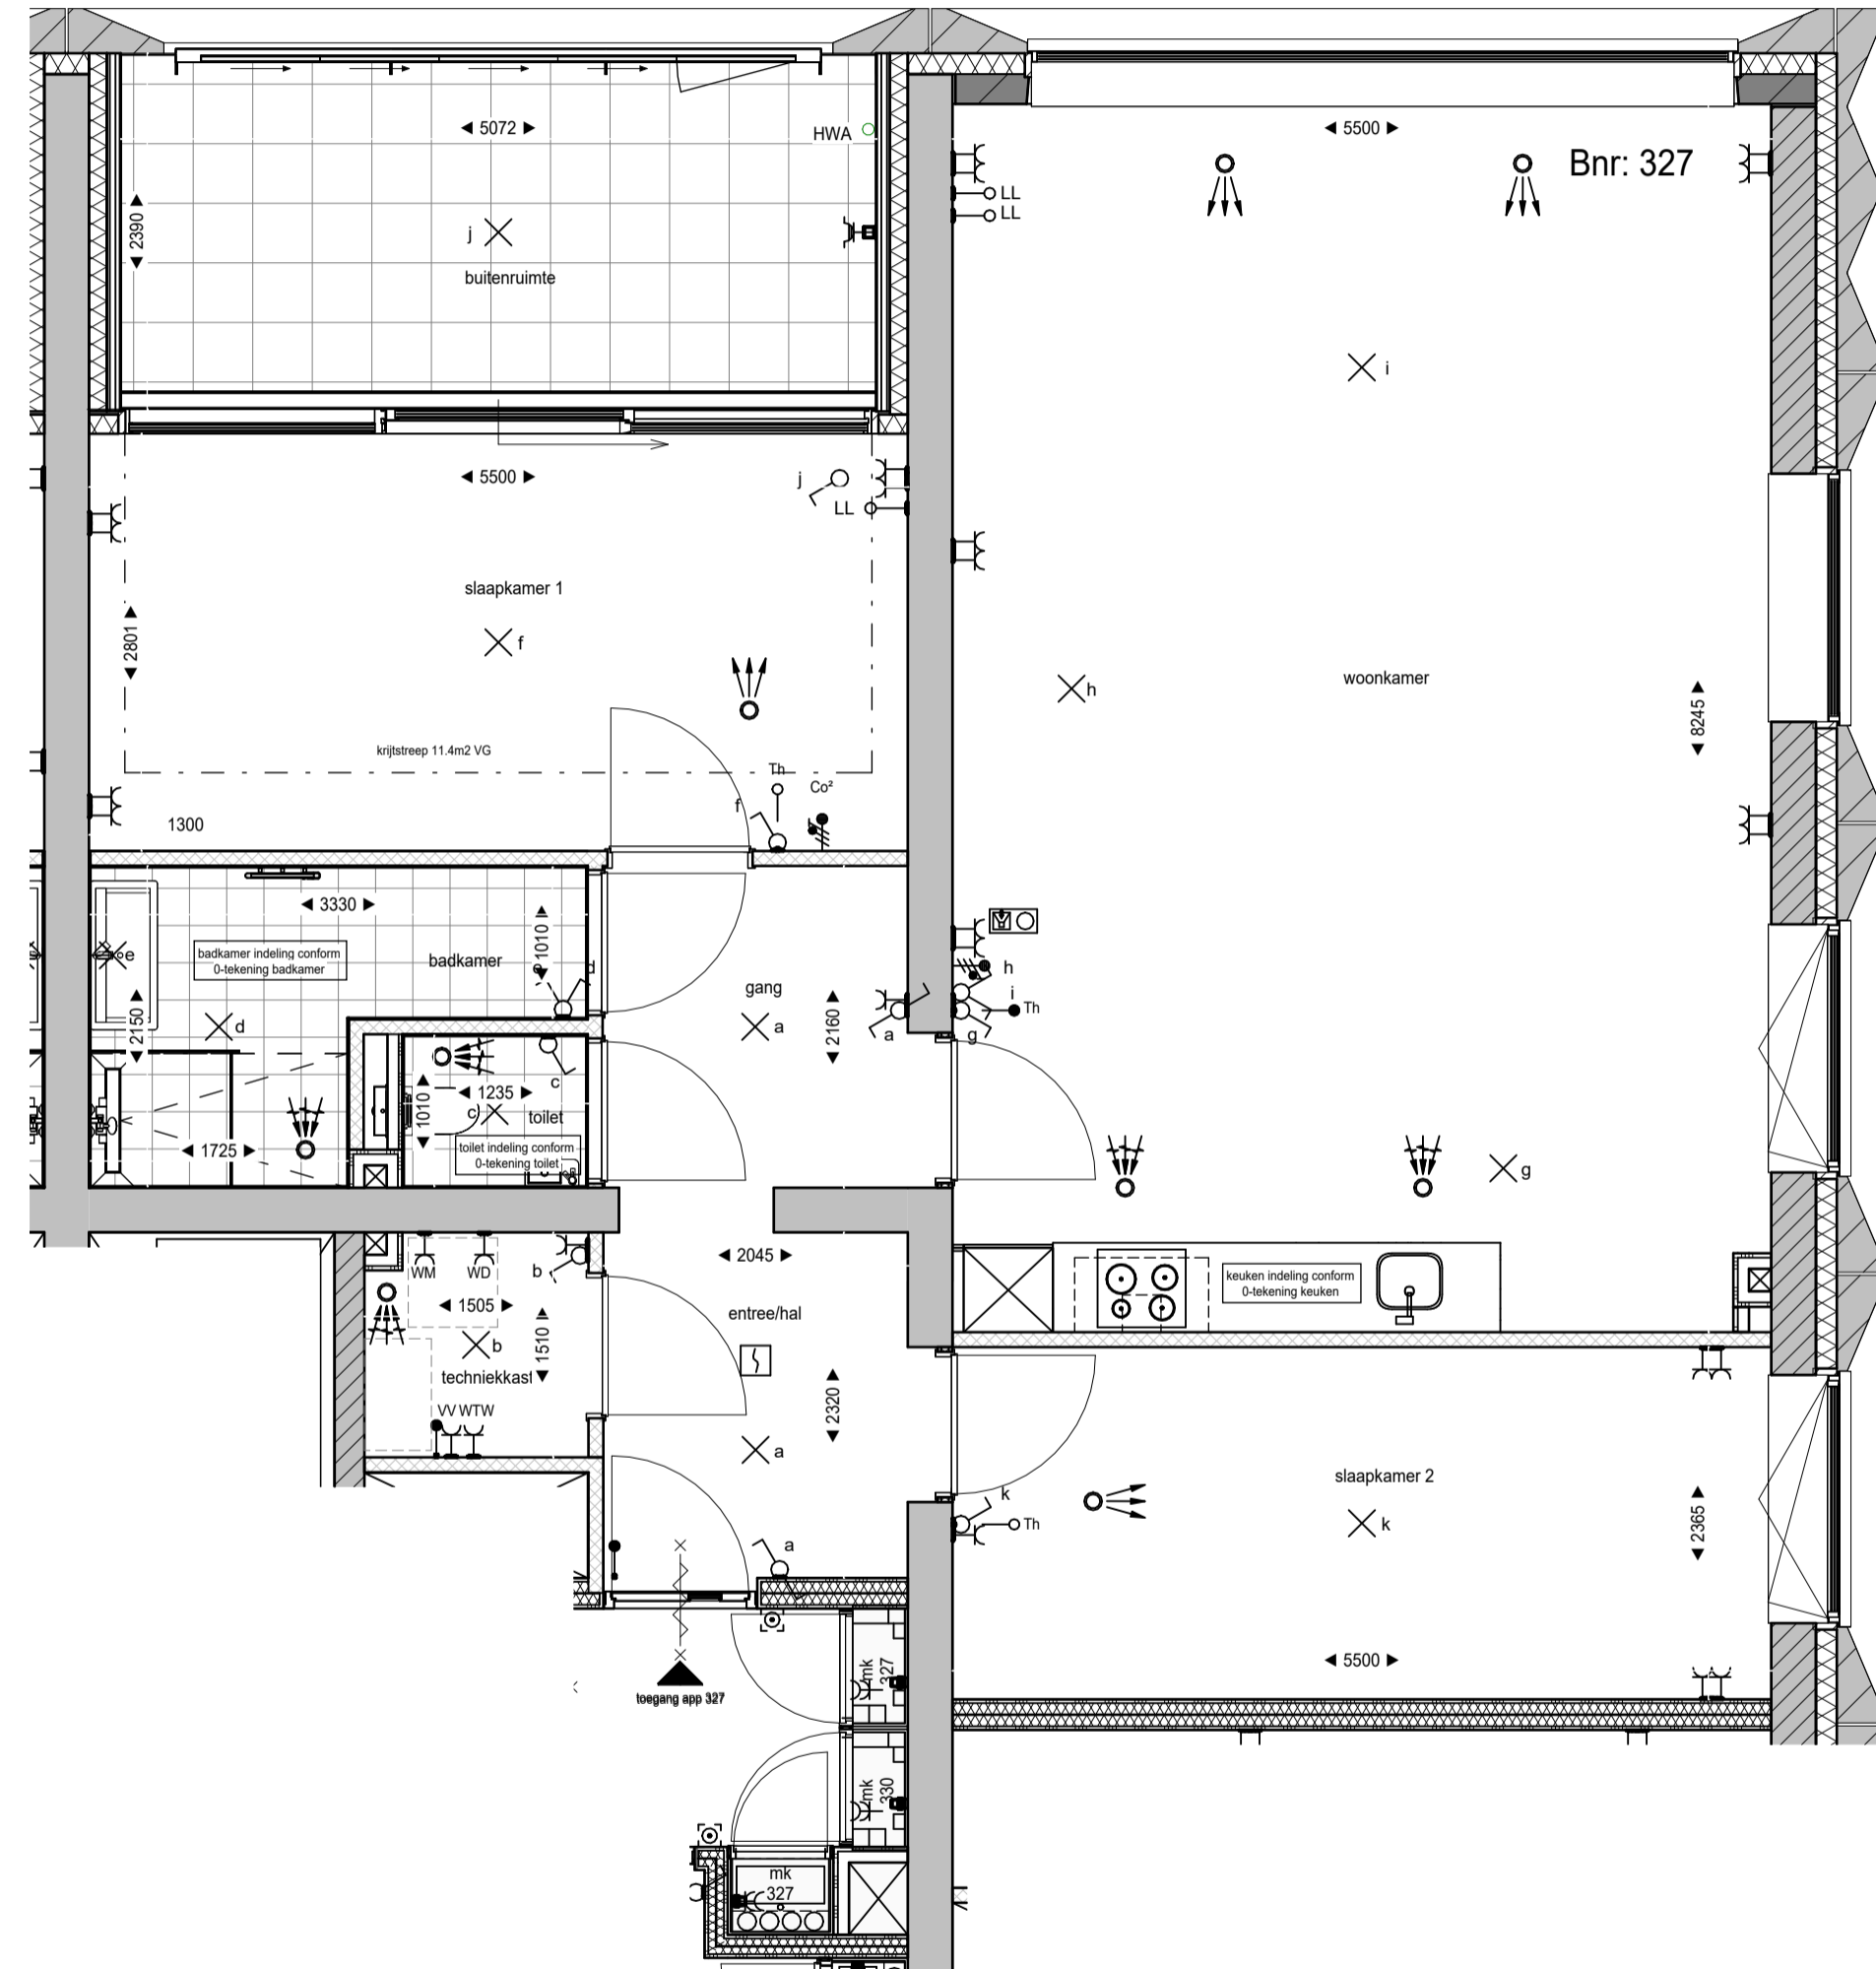 5072
HWA
5500
Bnr: 327
LL
LL
2390
j
buitenruimte
i
5500
j
LL
slaapkamer 1
f
2801
woonkamer
h
8245
krijtstreep 11.4m2 VG
Th
Co²
f
1300
3330
1010
badkamer indeling conform
0-tekening badkamer
badkamer
e
d
gang
h
i
Th
2150
d
a
2160
a
g
c
1235
1010
c
toilet
toilet indeling conform
0-tekening toilet
1725
g
2045
WM
WD
b
1505
entree/hal
keuken indeling conform
0-tekening keuken
b
1510
techniekkast
VV WTW
2320
a
slaapkamer 2
k
Th
k
2365
a
5500
mk
327
toegang app 327
mk
330
mk
327